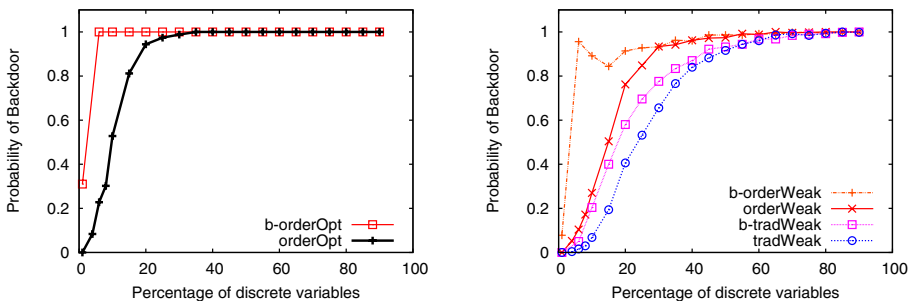 1
0.8
0.6
0.4
0.2
0
0
20
40
60
80
100
Probability of Backdoor
Percentage of discrete variables
b-orderOpt
orderOpt
1
0.8
0.6
0.4
0.2
0
0
20
40
60
80
100
Probability of Backdoor
Percentage of discrete variables
b-orderWeak
orderWeak
b-tradWeak
tradWeak